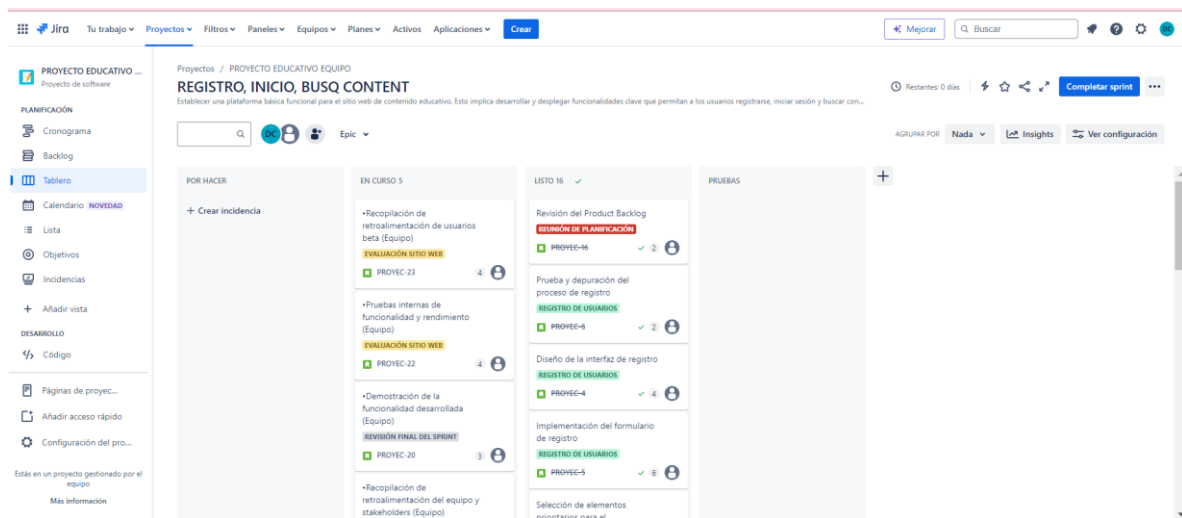 Jira
Tu trabajo
Proyectos
Filtros
Paneles
Equipos
Planes
Activos
Aplicaciones
Crear
Mejorar
Buscar
DC
PROYECTO EDUCATIVO ...
Proyecto de software
PLANIFICACIÓN
Cronograma
Backlog
Tablero
Calendario NOVEDAD
Lista
Objetivos
Incidencias
+ Añadir vista
DESARROLLO
Código
Páginas de proyec...
Añadir acceso rápido
Configuración del pro...
Estás en un proyecto gestionado por el
equipo
Más información
Proyectos / PROYECTO EDUCATIVO EQUIPO
REGISTRO, INICIO, BUSQ CONTENT
Establecer una plataforma básica funcional para el sitio web de contenido educativo. Esto implica desarrollar y desplegar funcionalidades clave que permitan a los usuarios registrarse, iniciar sesión y buscar con...
Restantes: 0 días
Completar sprint
DC
Epic
AGRUPAR POR
Nada
Insights
Ver configuración
POR HACER
+ Crear incidencia
EN CURSO 5
•Recopilación de
retroalimentación de usuarios
beta (Equipo)
EVALUACIÓN SITIO WEB
PROYEC-23
4
•Pruebas internas de
funcionalidad y rendimiento
(Equipo)
EVALUACIÓN SITIO WEB
PROYEC-22
4
•Demostración de la
funcionalidad desarrollada
(Equipo)
REVISIÓN FINAL DEL SPRINT
PROYEC-20
3
•Recopilación de
retroalimentación del equipo y
stakeholders (Equipo)
LISTO 16
Revisión del Product Backlog
REUNIÓN DE PLANIFICACIÓN
PROYEC-16
2
Prueba y depuración del
proceso de registro
REGISTRO DE USUARIOS
PROYEC-6
2
Diseño de la interfaz de registro
REGISTRO DE USUARIOS
PROYEC-4
4
Implementación del formulario
de registro
REGISTRO DE USUARIOS
PROYEC-5
6
Selección de elementos
prioritarios para el
PRUEBAS
+